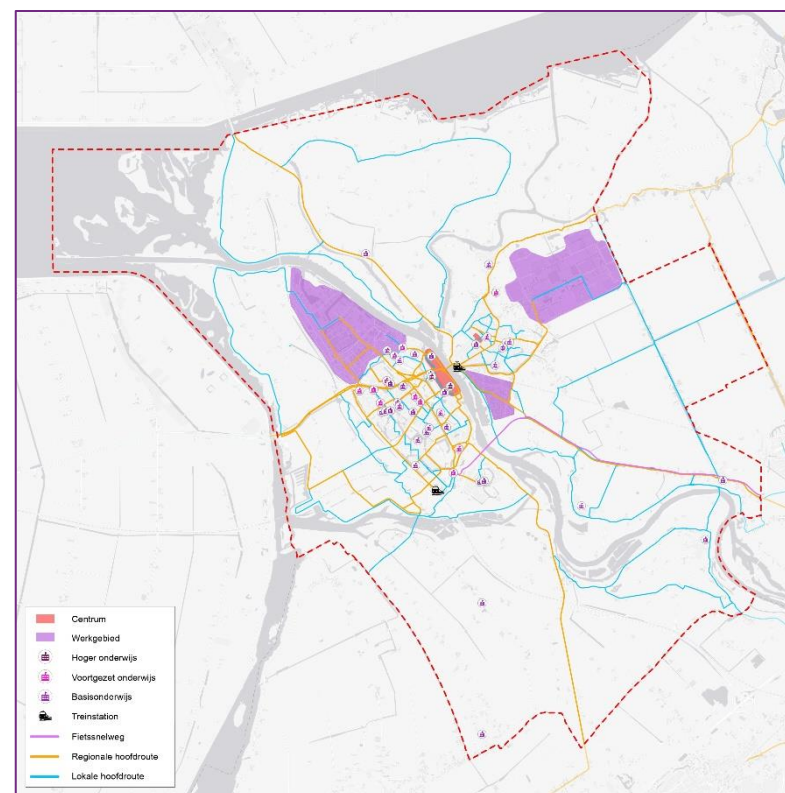 Centrum
Werkgebied
Hoger onderwijs
Voortgezet onderwijs
Basisonderwijs
Treinstation
Fietssnelweg
Regionale hoofdroute
Lokale hoofdroute